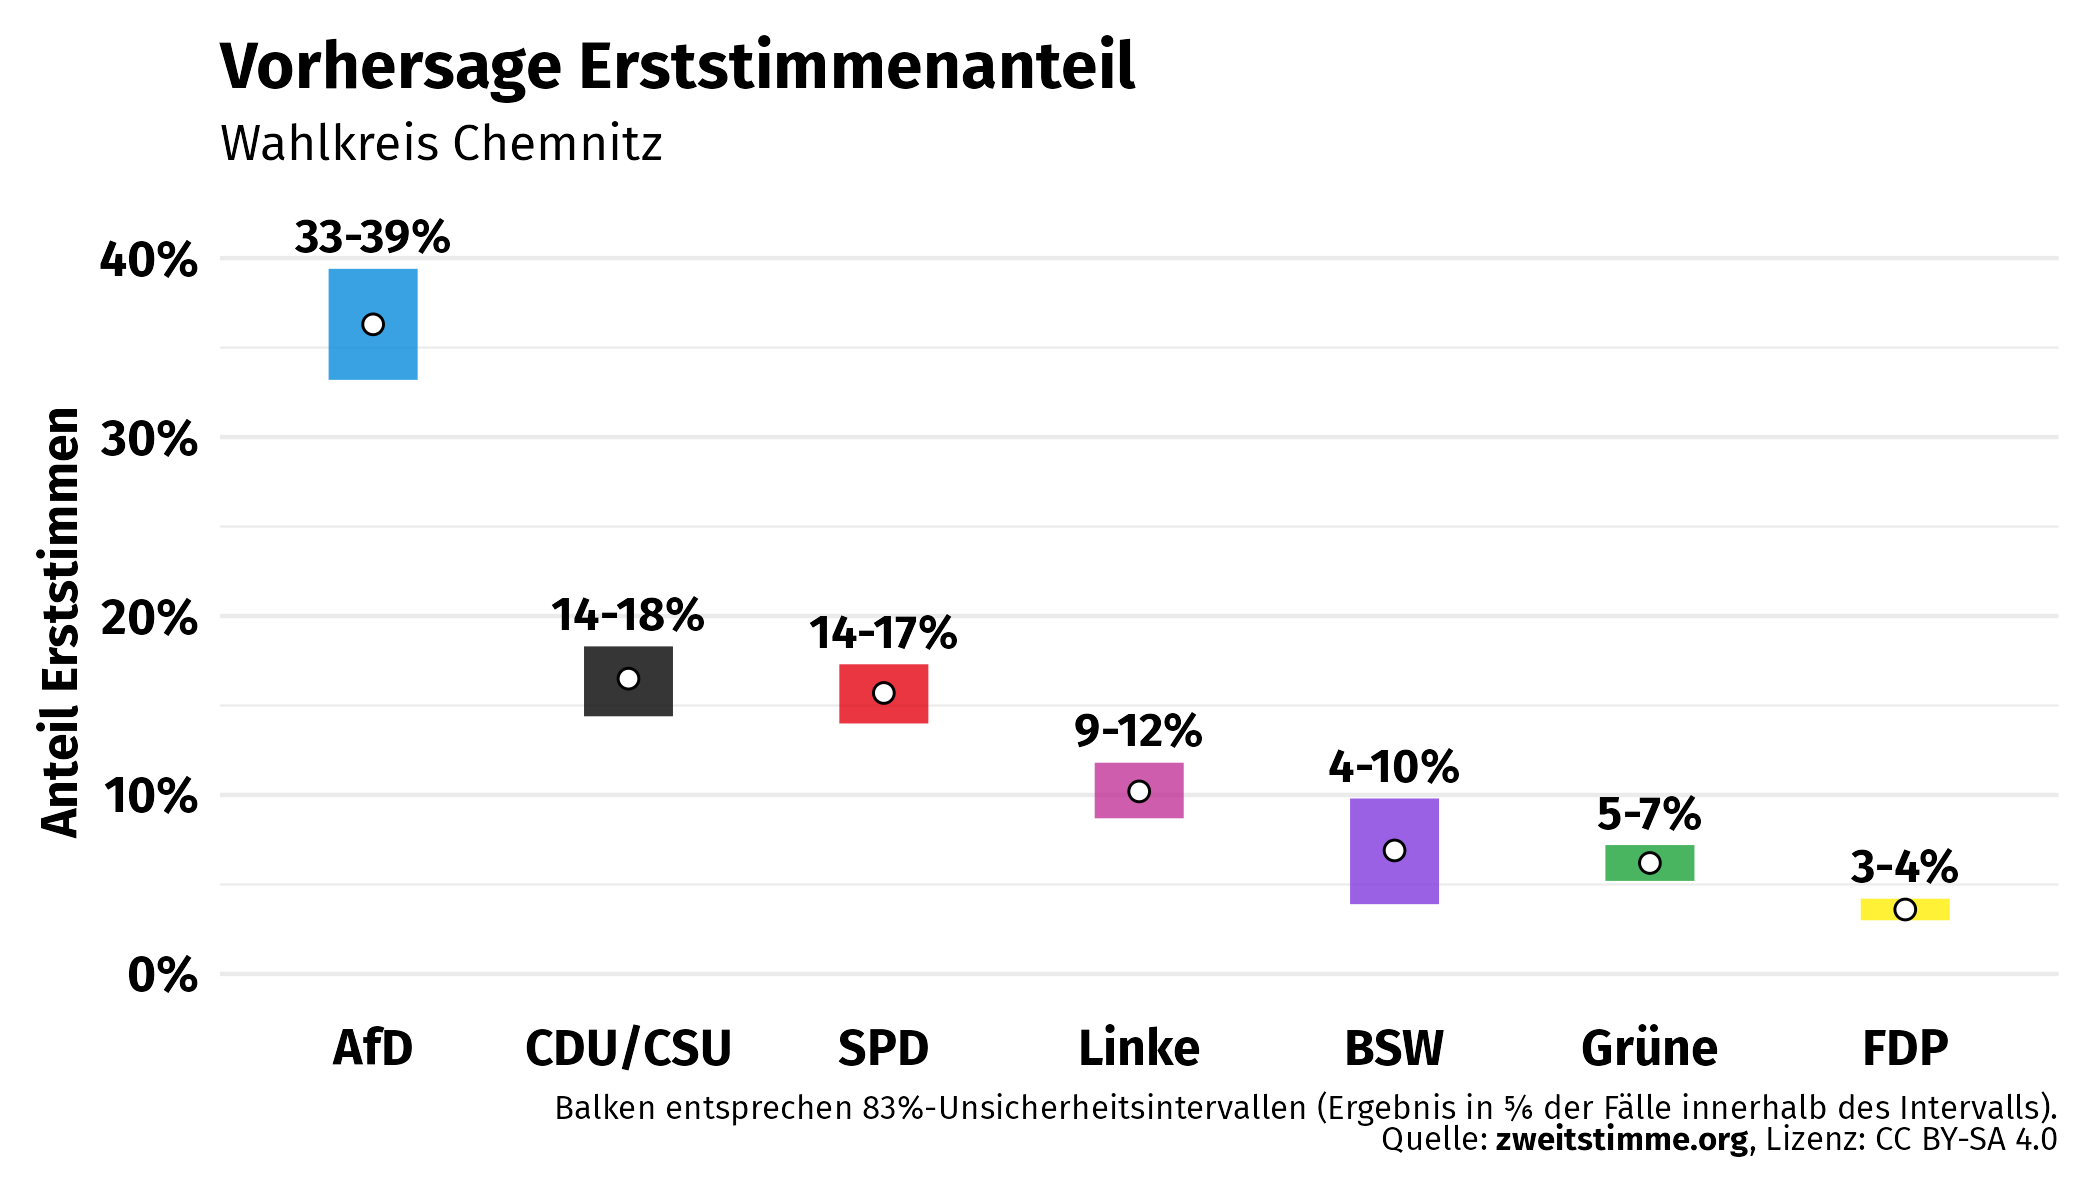 Vorhersage Erststimmenanteil
Wahlkreis Chemnitz
Anteil Erststimmen
40%
30%
20%
10%
0%
33-39%
14-18%
14-17%
9-12%
4-10%
5-7%
3-4%
AfD
CDU/CSU
SPD
Linke
BSW
Grüne
FDP
Balken entsprechen 83%-Unsicherheitsintervallen (Ergebnis in ⅚ der Fälle innerhalb des Intervalls).
Quelle: zweitstimme.org, Lizenz: CC BY-SA 4.0